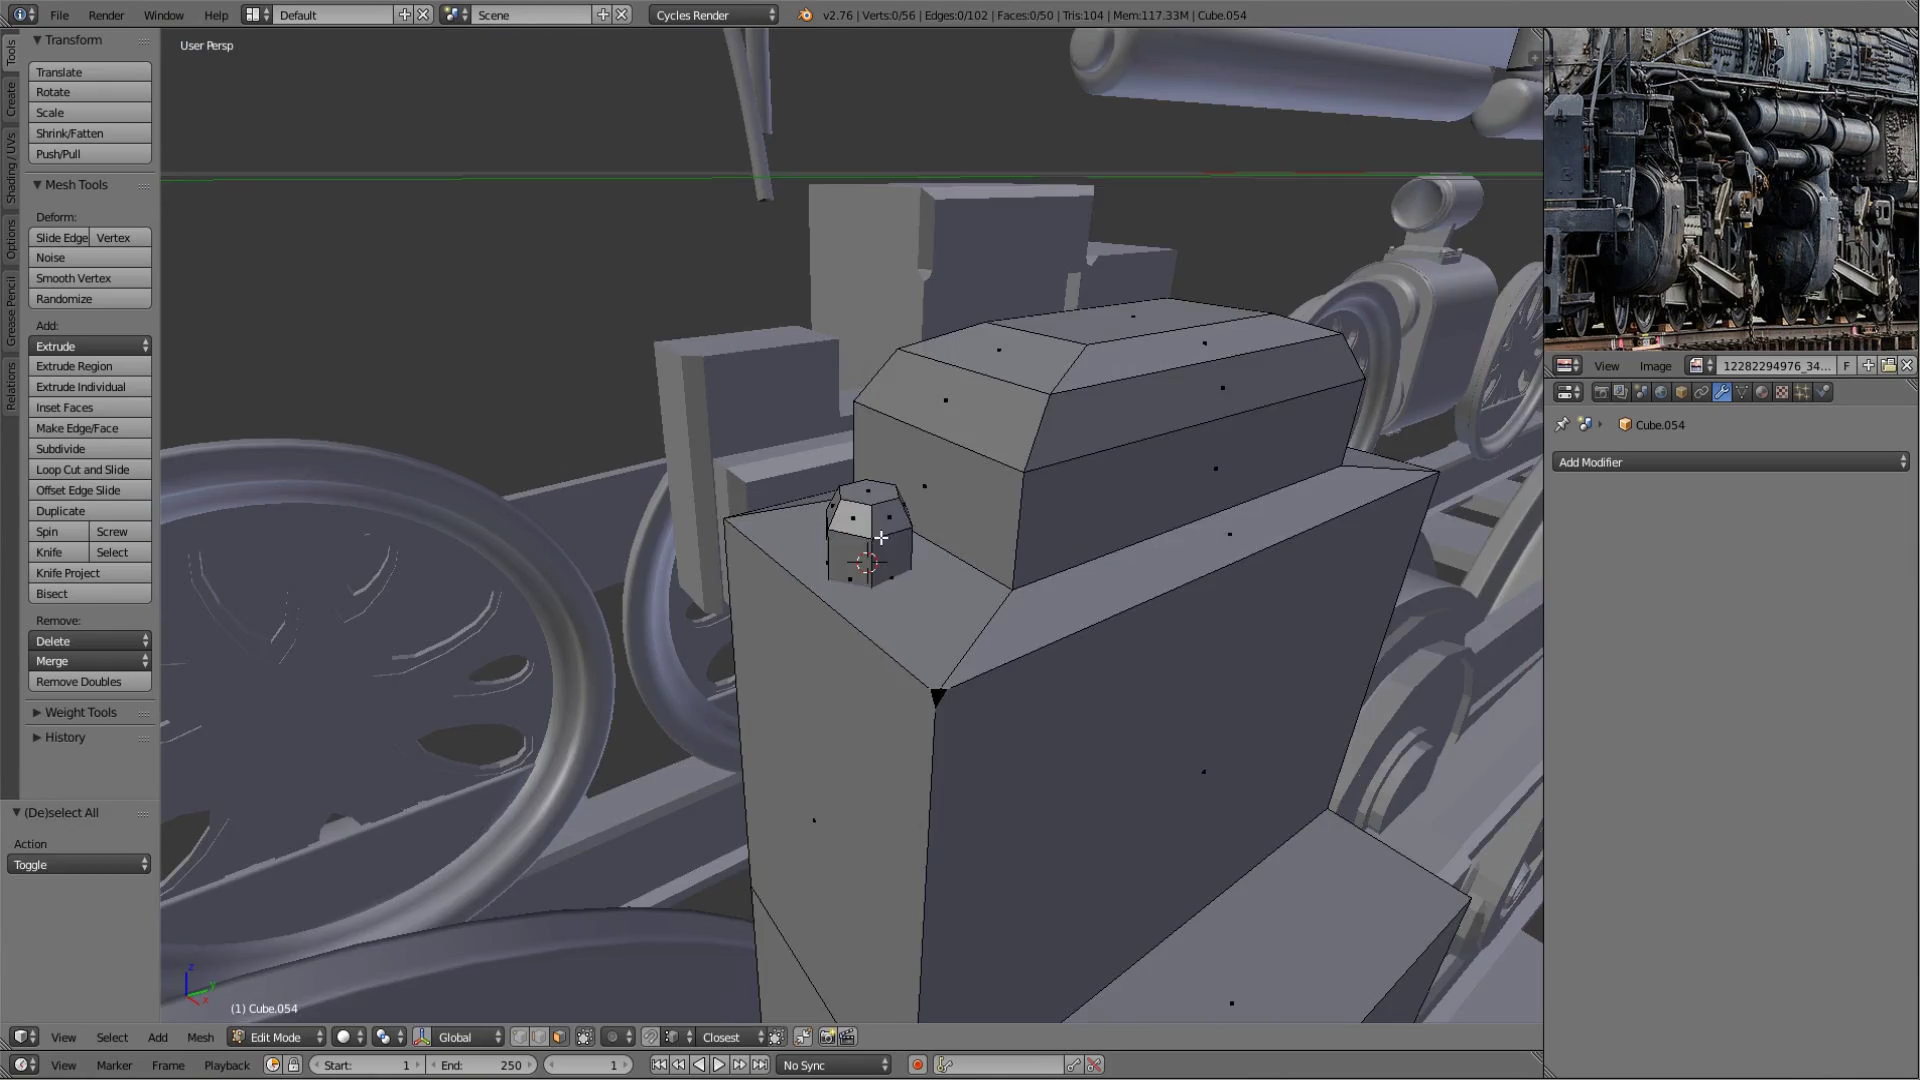 File Render Window Help Default Scene Cycles Render v2.76 | Verts:0/56 | Edges:0/102 | Faces:0/50 | Tris:104 | Mem:117.33M | Cube.054
Transform
User Persp
Translate
Rotate
Scale
Shrink/Fatten
Push/Pull
Mesh Tools
Deform:
Slide Edge Vertex
Noise
Smooth Vertex
Randomize
Add:
Extrude
Extrude Region
Extrude Individual
Inset Faces
Make Edge/Face
Subdivide
Loop Cut and Slide
Offset Edge Slide
Duplicate
Spin Screw
Knife Select
Knife Project
Bisect
Remove:
Delete
Merge
Remove Doubles
Weight Tools
History
(De)select All
Action
Toggle
Tools
Create
Shading / UVs
Options
Grease Pencil
Relations
View Image 12282294976_34... F
Cube.054
Add Modifier
z
y
x
(1) Cube.054
View Select Add Mesh Edit Mode Global Closest
View Marker Frame Playback Start: 1 End: 250 1 No Sync